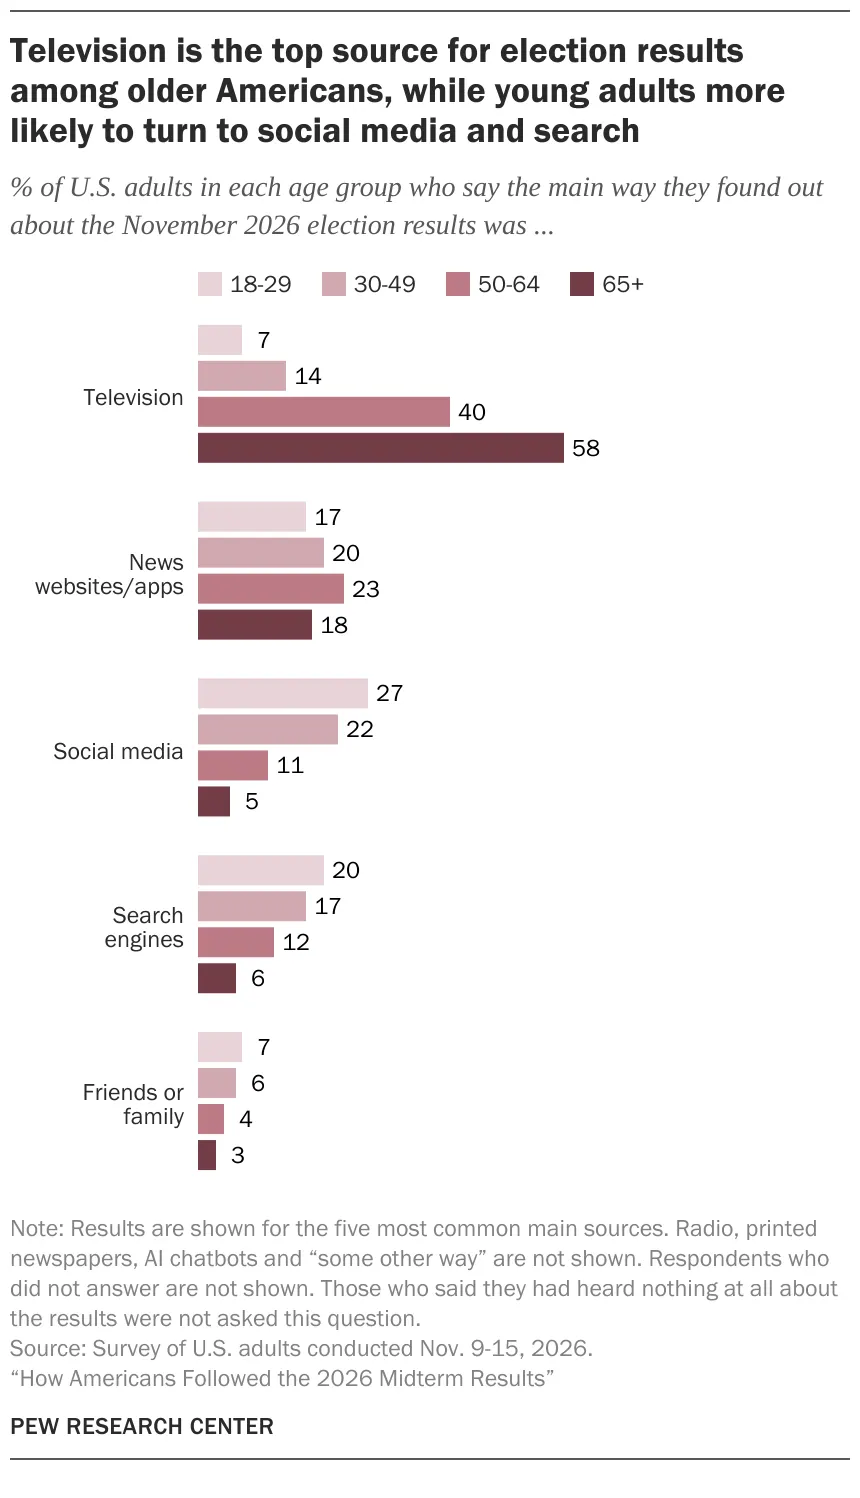 Television is the top source for election results
among older Americans, while young adults more
likely to turn to social media and search
% of U.S. adults in each age group who say the main way they found out
about the November 2026 election results was ...
18-29 30-49 50-64 65+
Television
7
14
40
58
News
websites/apps
17
20
23
18
Social media
27
22
11
5
Search
engines
20
17
12
6
Friends or
family
7
6
4
3
Note: Results are shown for the five most common main sources. Radio, printed
newspapers, AI chatbots and “some other way” are not shown. Respondents who
did not answer are not shown. Those who said they had heard nothing at all about
the results were not asked this question.
Source: Survey of U.S. adults conducted Nov. 9-15, 2026.
“How Americans Followed the 2026 Midterm Results”
PEW RESEARCH CENTER